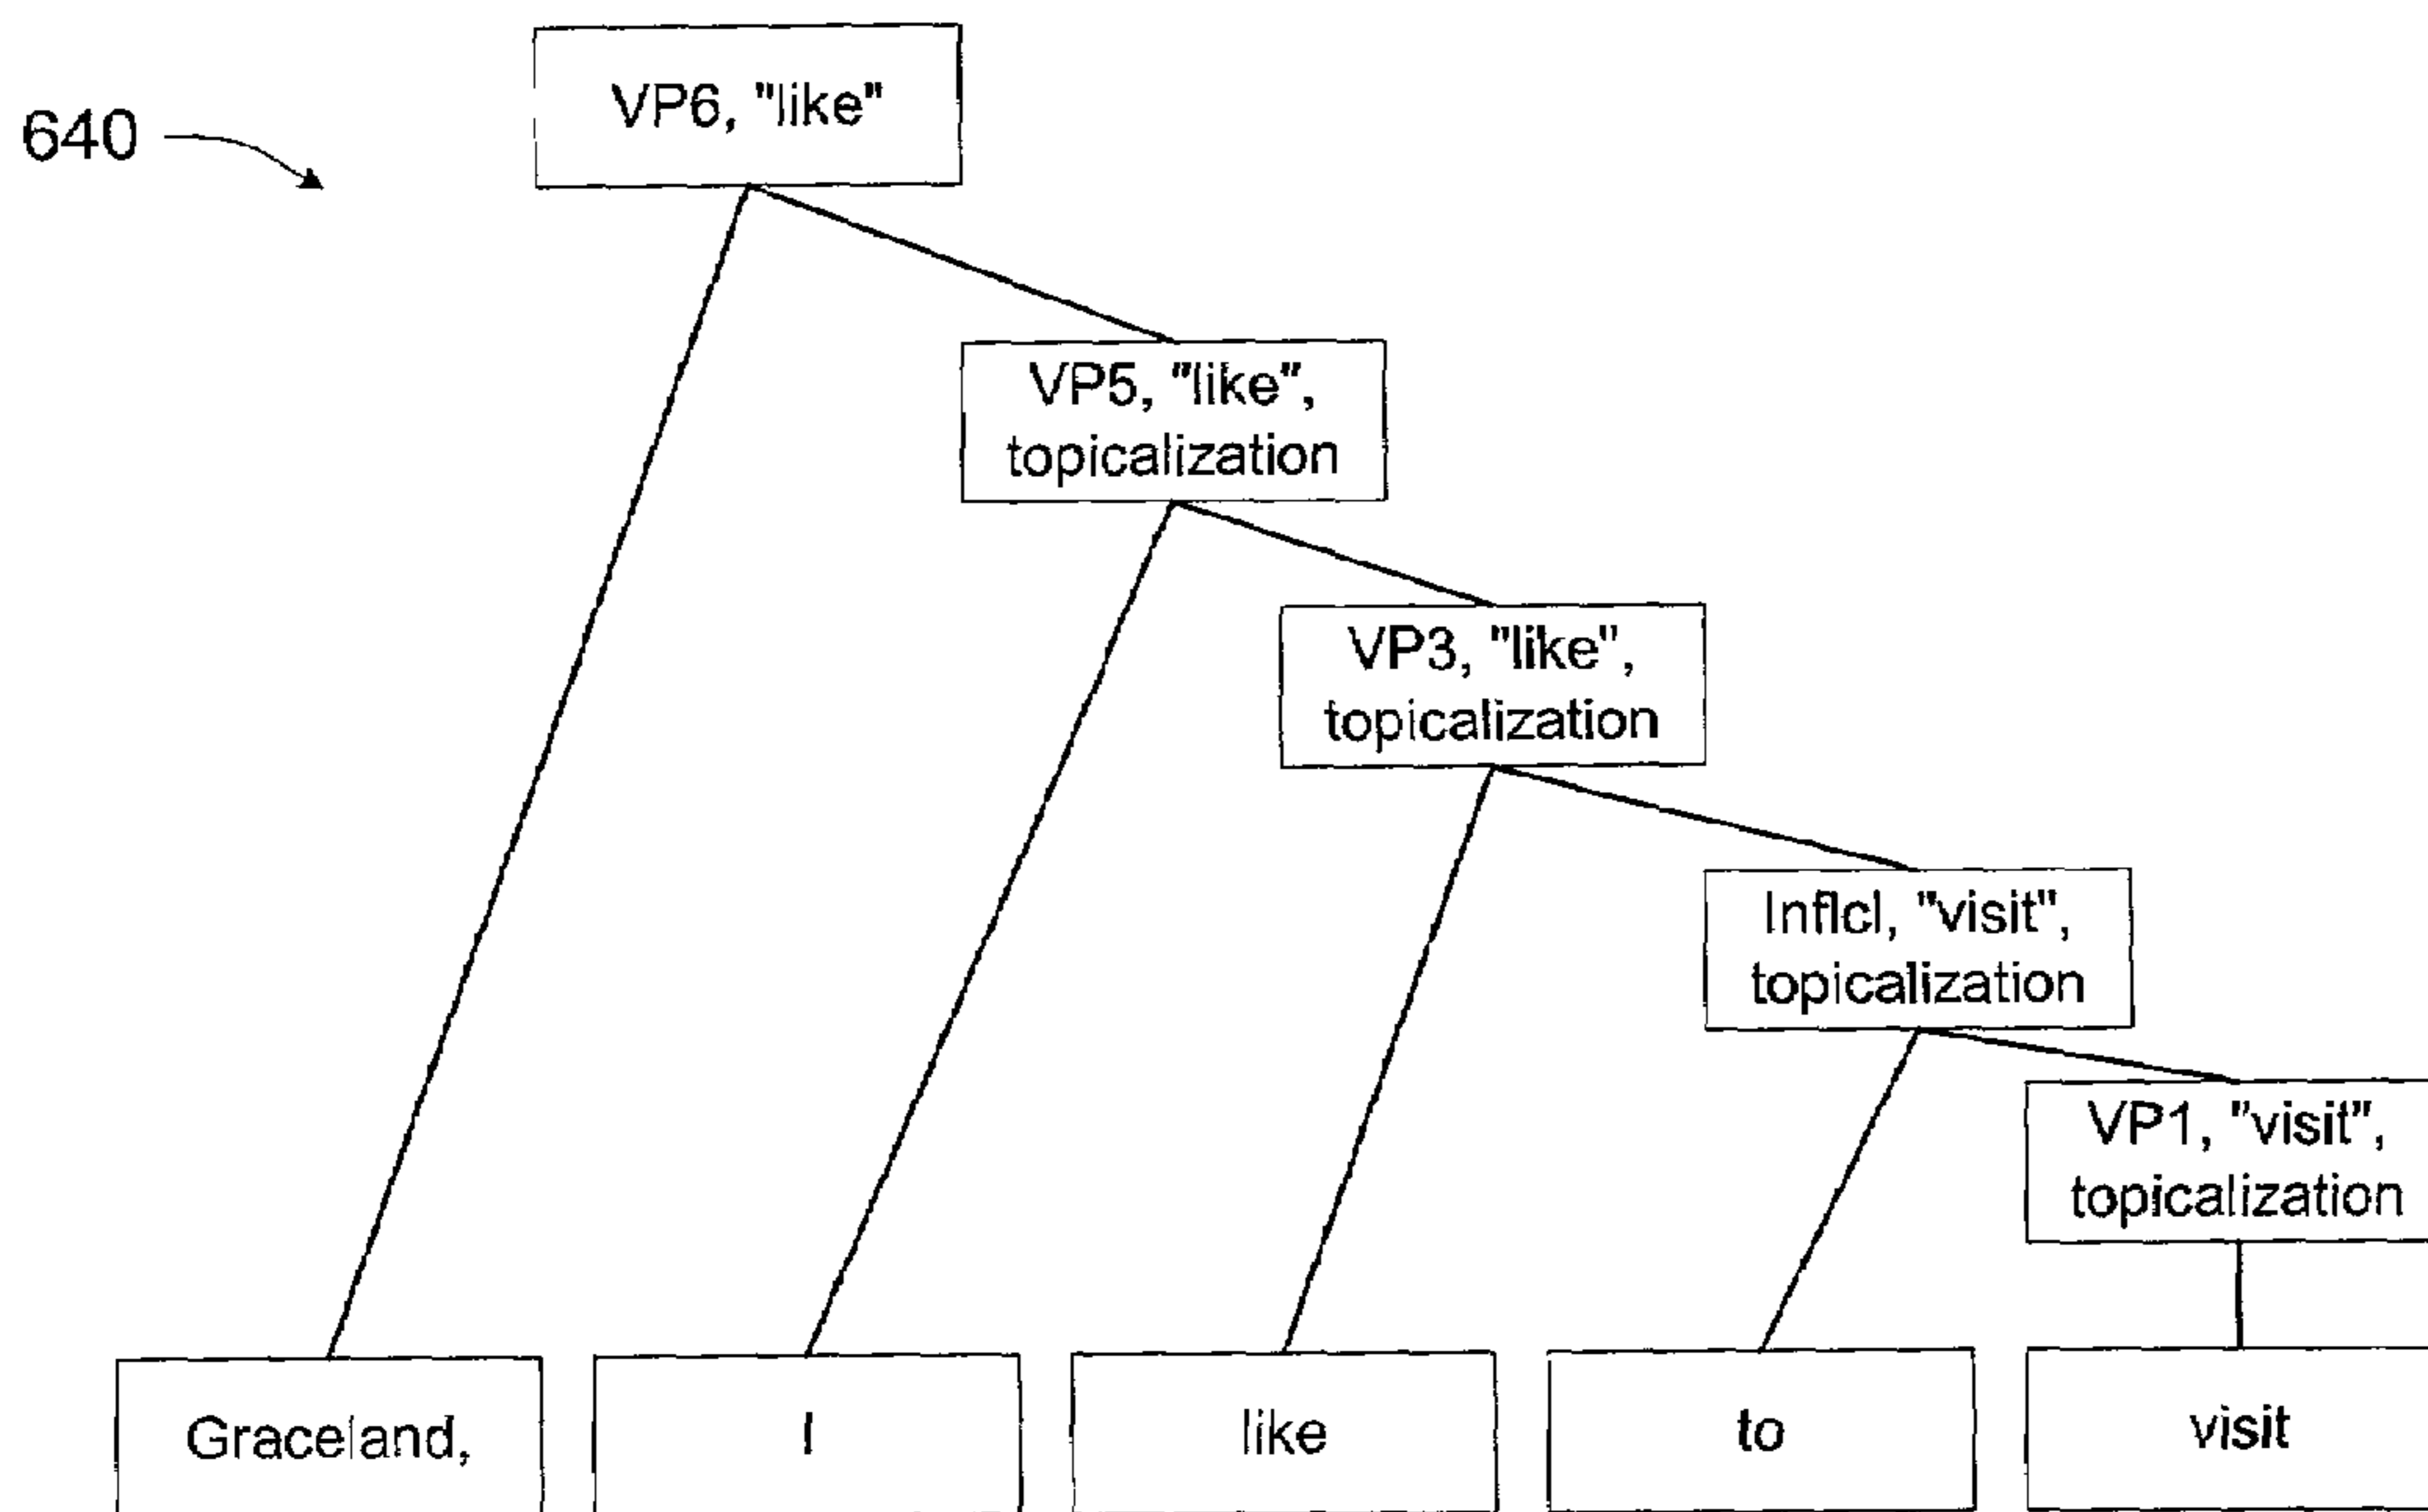 VP6, "like"
640
VP5, "like",
topicalization
VP3, "like",
topicalization
Inflcl, "visit",
topicalization
VP1, "visit",
topicalization
Graceland,
I
like
to
visit